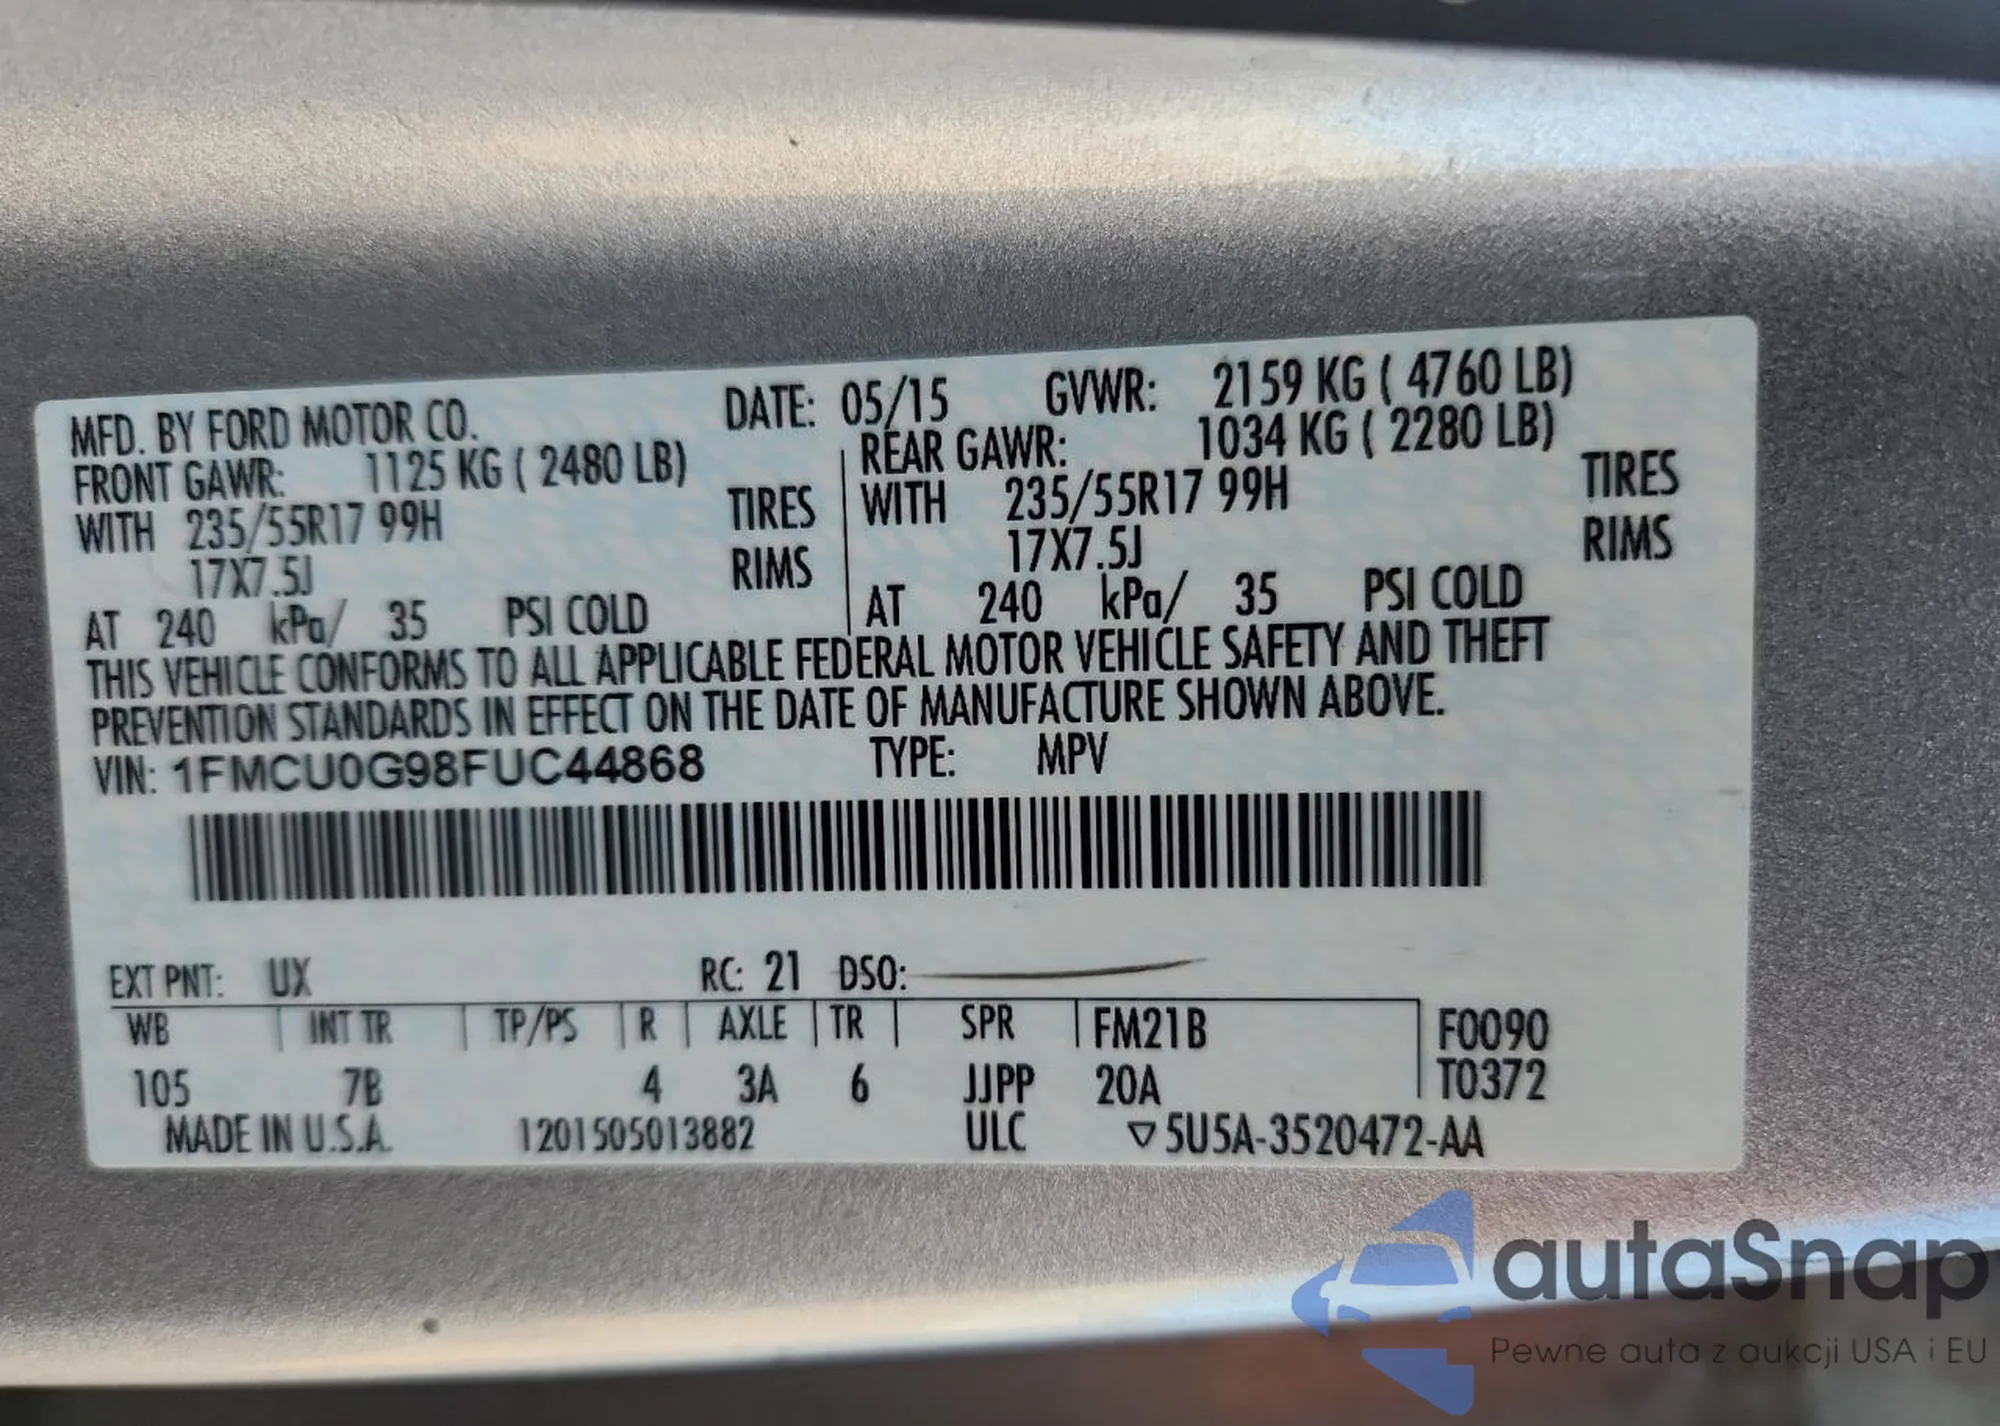 MFD. BY FORD MOTOR CO. DATE: 05/15 GVWR: 2159 KG ( 4760 LB)
FRONT GAWR: 1125 KG ( 2480 LB) REAR GAWR: 1034 KG ( 2280 LB)
WITH 235/55R17 99H TIRES WITH 235/55R17 99H TIRES
17X7.5J RIMS 17X7.5J RIMS
AT 240 kPa/ 35 PSI COLD AT 240 kPa/ 35 PSI COLD
THIS VEHICLE CONFORMS TO ALL APPLICABLE FEDERAL MOTOR VEHICLE SAFETY AND THEFT
PREVENTION STANDARDS IN EFFECT ON THE DATE OF MANUFACTURE SHOWN ABOVE.
VIN: 1FMCU0G98FUC44868 TYPE: MPV
EXT PNT: UX RC: 21 DSO:
WB INT TR TP/PS R AXLE TR SPR FM21B F0090
105 7B 4 3A 6 JJPP 20A T0372
MADE IN U.S.A. 1201505013882 ULC ▽5U5A-3520472-AA
autaSnap
Pewne auta z aukcji USA i EU